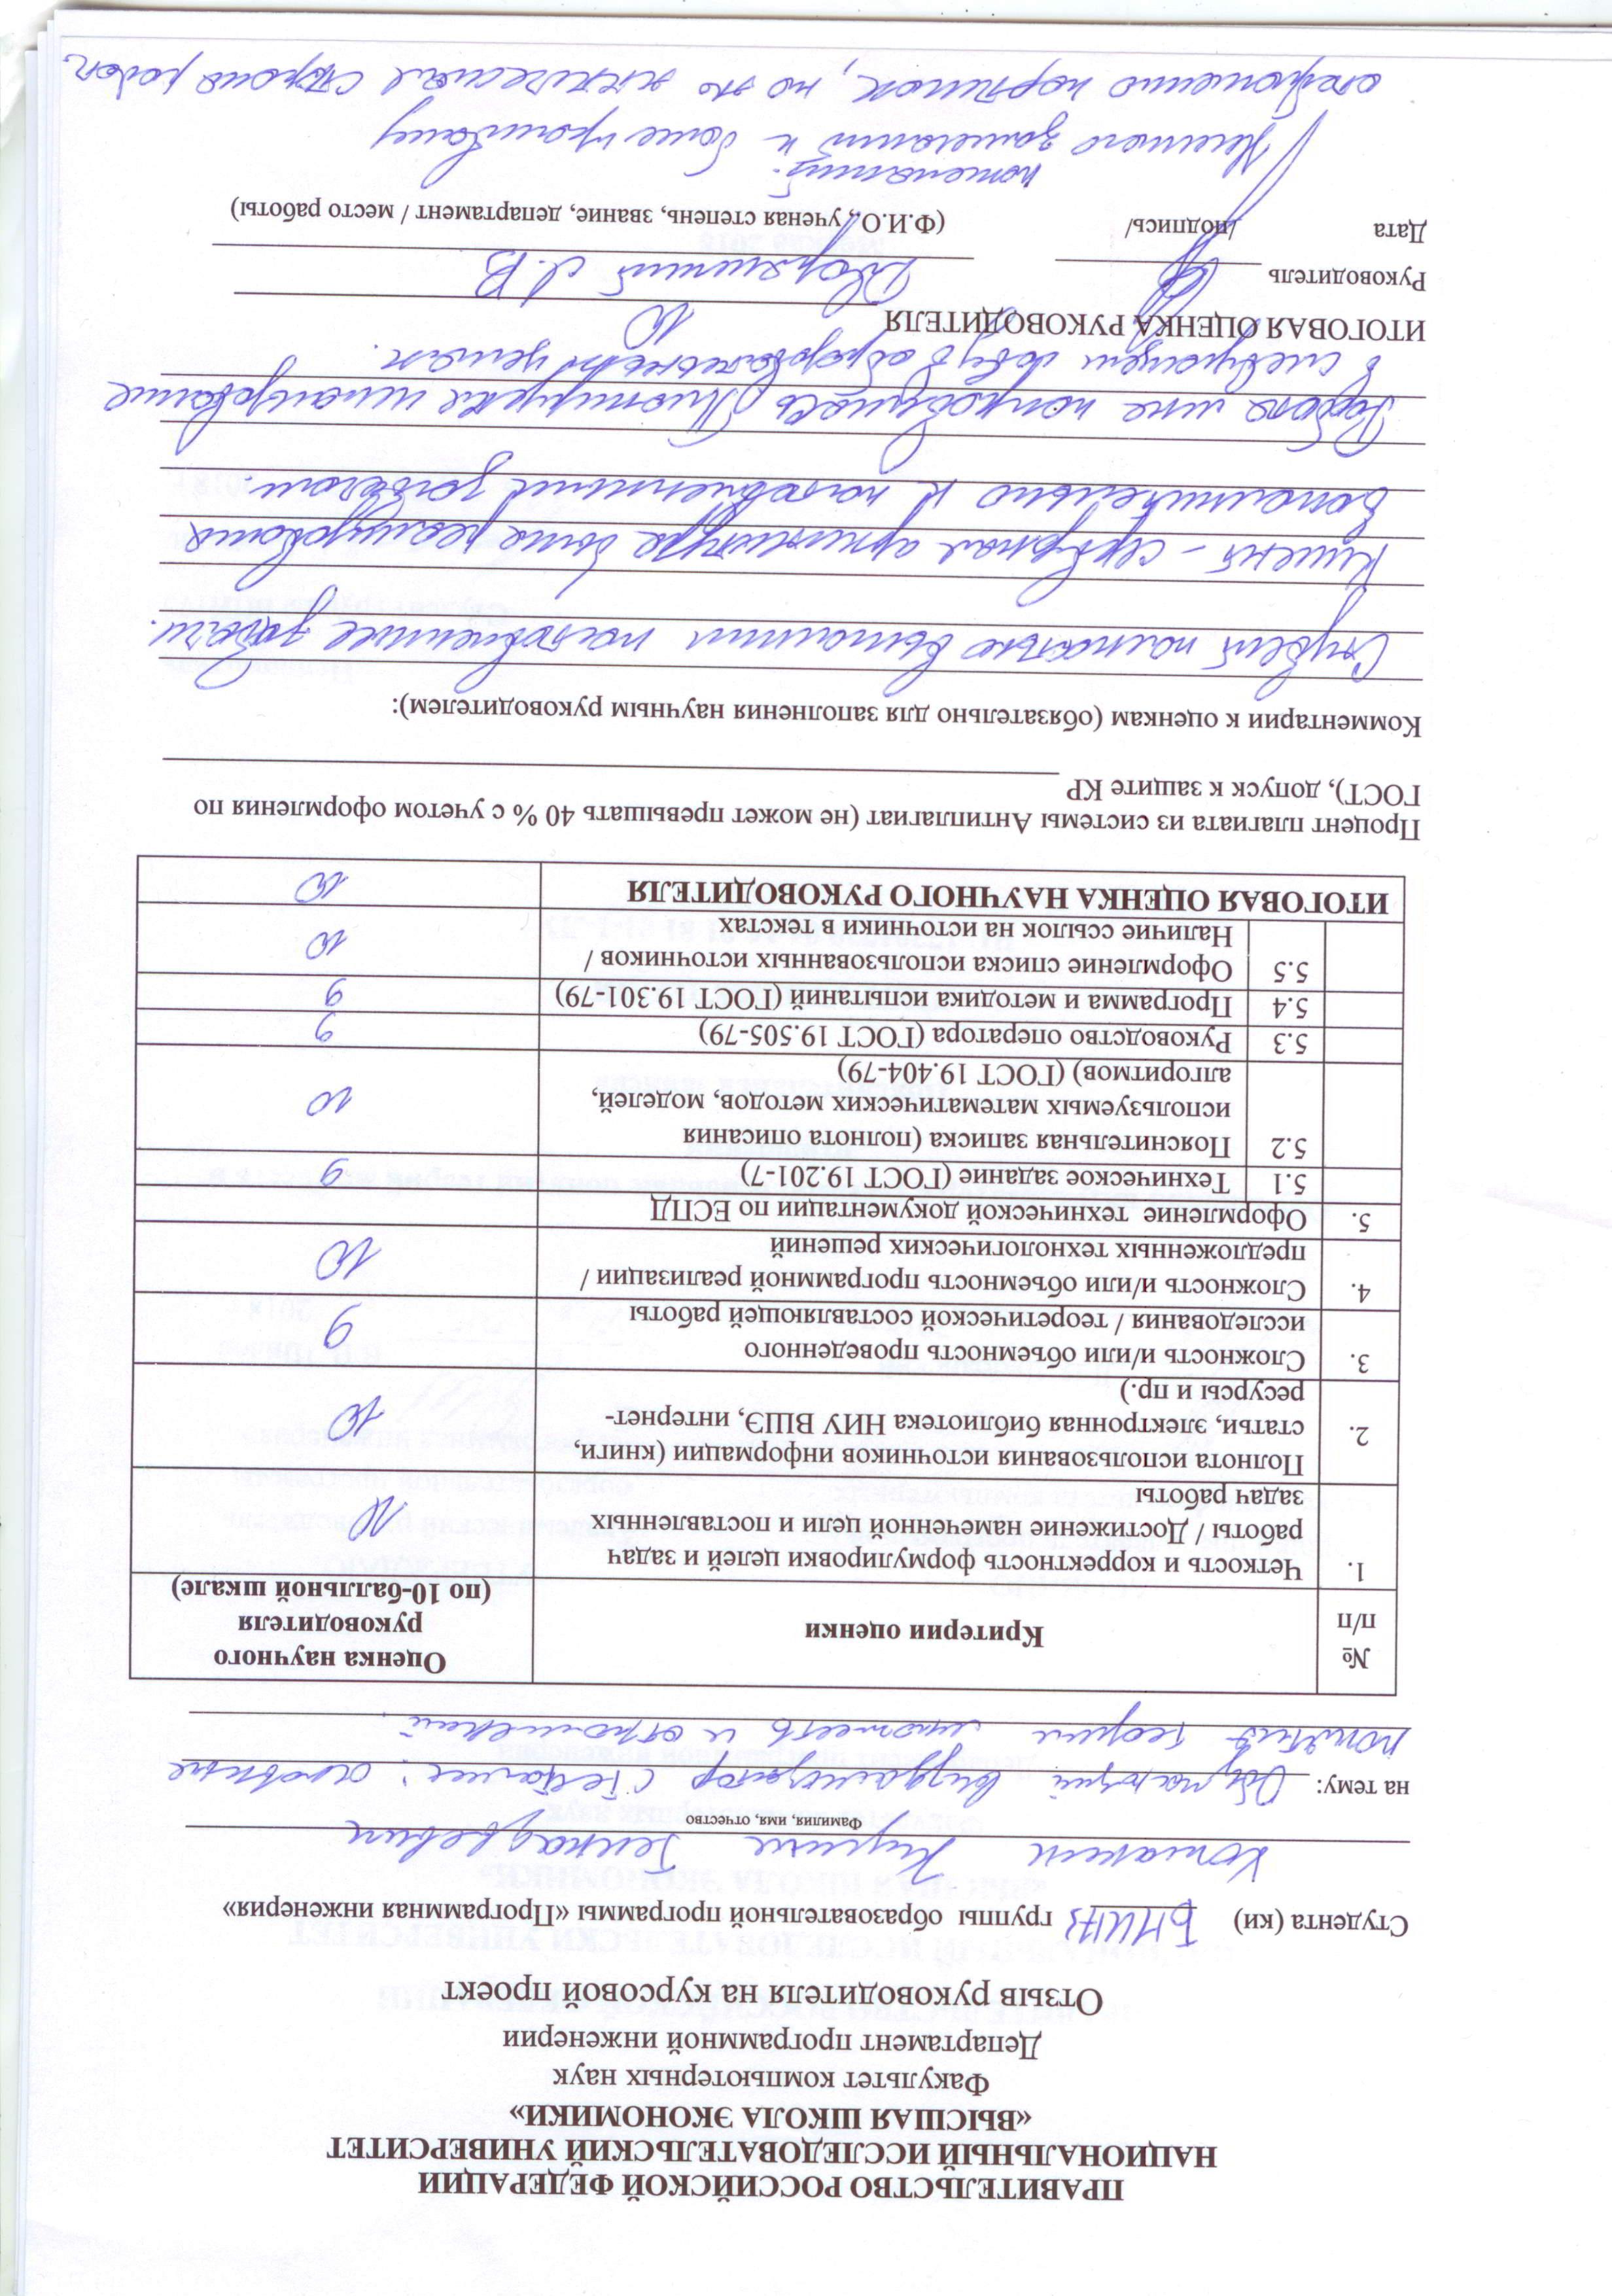 ПРАВИТЕЛЬСТВО РОССИЙСКОЙ ФЕДЕРАЦИИ
НАЦИОНАЛЬНЫЙ ИССЛЕДОВАТЕЛЬСКИЙ УНИВЕРСИТЕТ
«ВЫСШАЯ ШКОЛА ЭКОНОМИКИ»
Факультет компьютерных наук
Департамент программной инженерии
Отзыв руководителя на курсовой проект
Студента (ки) БПИ173 группы образовательной программы «Программная инженерия»
Геннадьевич
Фамилия, имя, отчество
на тему: Обучающий визуализатор с тестами: основные
понятия теории множеств и отношений.
№ п/п
Критерии оценки
Оценка научного
руководителя
(по 10-балльной шкале)
1. Четкость и корректность формулировки целей и задач
работы / Достижение намеченной цели и поставленных 10
задач работы
Полнота использования источников информации (книги,
2. статьи, электронная библиотека НИУ ВШЭ, интернет- 10
ресурсы и пр.)
3. Сложность и/или объемность проведенного
исследования / теоретической составляющей работы 9
4. Сложность и/или объемность программной реализации /
предложенных технологических решений 10
5. Оформление технической документации по ЕСПД
5.1 Техническое задание (ГОСТ 19.201-7) 9
5.2 Пояснительная записка (полнота описания
используемых математических методов, моделей, 10
алгоритмов) (ГОСТ 19.404-79)
5.3 Руководство оператора (ГОСТ 19.505-79) 9
5.4 Программа и методика испытаний (ГОСТ 19.301-79) 9
5.5 Оформление списка использованных источников / 10
Наличие ссылок на источники в текстах
ИТОГОВАЯ ОЦЕНКА НАУЧНОГО РУКОВОДИТЕЛЯ 10
Процент плагиата из системы Антиплагиат (не может превышать 40 % с учетом оформления по
ГОСТ), допуск к защите КР
Комментарии к оценкам (обязательно для заполнения научным руководителем):
Студент полностью выполнил поставленные задачи.
Клиент-серверная архитектура была реализована
дополнительно к поставленным задачам.
Работа мне понравилась. Планируем использование
в следующем году в образовательных целях.
ИТОГОВАЯ ОЦЕНКА РУКОВОДИТЕЛЯ 10
Руководитель Дворянский Л.В.
Дата /подпись/ (Ф.И.О., ученая степень, звание, department / место работы)
пожеланий
Немного замечаний к более
картинок, но это сторона работ.